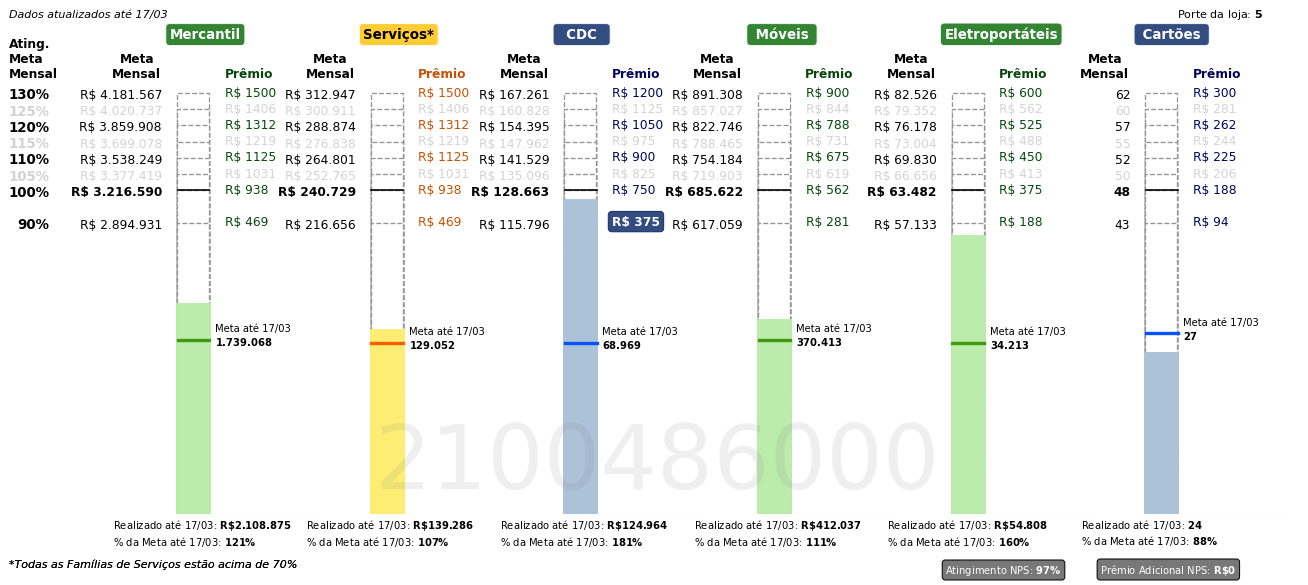 Dados atualizados até 17/03 Porte da loja: 5
Mercantil Serviços* CDC Móveis Eletroportáteis Cartões
Ating.
Meta Meta Meta Meta Meta Meta Meta
Mensal Mensal Prêmio Mensal Prêmio Mensal Prêmio Mensal Prêmio Mensal Prêmio Mensal Prêmio
130% R$ 4.181.567 R$ 1500 R$ 312.947 R$ 1500 R$ 167.261 R$ 1200 R$ 891.308 R$ 900 R$ 82.526 R$ 600 62 R$ 300
125% R$ 4.020.737 R$ 1406 R$ 300.911 R$ 1406 R$ 160.828 R$ 1125 R$ 857.027 R$ 844 R$ 79.352 R$ 562 60 R$ 281
120% R$ 3.859.908 R$ 1312 R$ 288.874 R$ 1312 R$ 154.395 R$ 1050 R$ 822.746 R$ 788 R$ 76.178 R$ 525 57 R$ 262
115% R$ 3.699.078 R$ 1219 R$ 276.838 R$ 1219 R$ 147.962 R$ 975 R$ 788.465 R$ 731 R$ 73.004 R$ 488 55 R$ 244
110% R$ 3.538.249 R$ 1125 R$ 264.801 R$ 1125 R$ 141.529 R$ 900 R$ 754.184 R$ 675 R$ 69.830 R$ 450 52 R$ 225
105% R$ 3.377.419 R$ 1031 R$ 252.765 R$ 1031 R$ 135.096 R$ 825 R$ 719.903 R$ 619 R$ 66.656 R$ 413 50 R$ 206
100% R$ 3.216.590 R$ 938 R$ 240.729 R$ 938 R$ 128.663 R$ 750 R$ 685.622 R$ 562 R$ 63.482 R$ 375 48 R$ 188
90% R$ 2.894.931 R$ 469 R$ 216.656 R$ 469 R$ 115.796 R$ 375 R$ 617.059 R$ 281 R$ 57.133 R$ 188 43 R$ 94
Meta até 17/03 Meta até 17/03 Meta até 17/03 Meta até 17/03 Meta até 17/03 Meta até 17/03
1.739.068 129.052 68.969 370.413 34.213 27
2100486000
Realizado até 17/03: R$2.108.875 Realizado até 17/03: R$139.286 Realizado até 17/03: R$124.964 Realizado até 17/03: R$412.037 Realizado até 17/03: R$54.808 Realizado até 17/03: 24
% da Meta até 17/03: 121% % da Meta até 17/03: 107% % da Meta até 17/03: 181% % da Meta até 17/03: 111% % da Meta até 17/03: 160% % da Meta até 17/03: 88%
*Todas as Famílias de Serviços estão acima de 70% Atingimento NPS: 97% Prêmio Adicional NPS: R$0